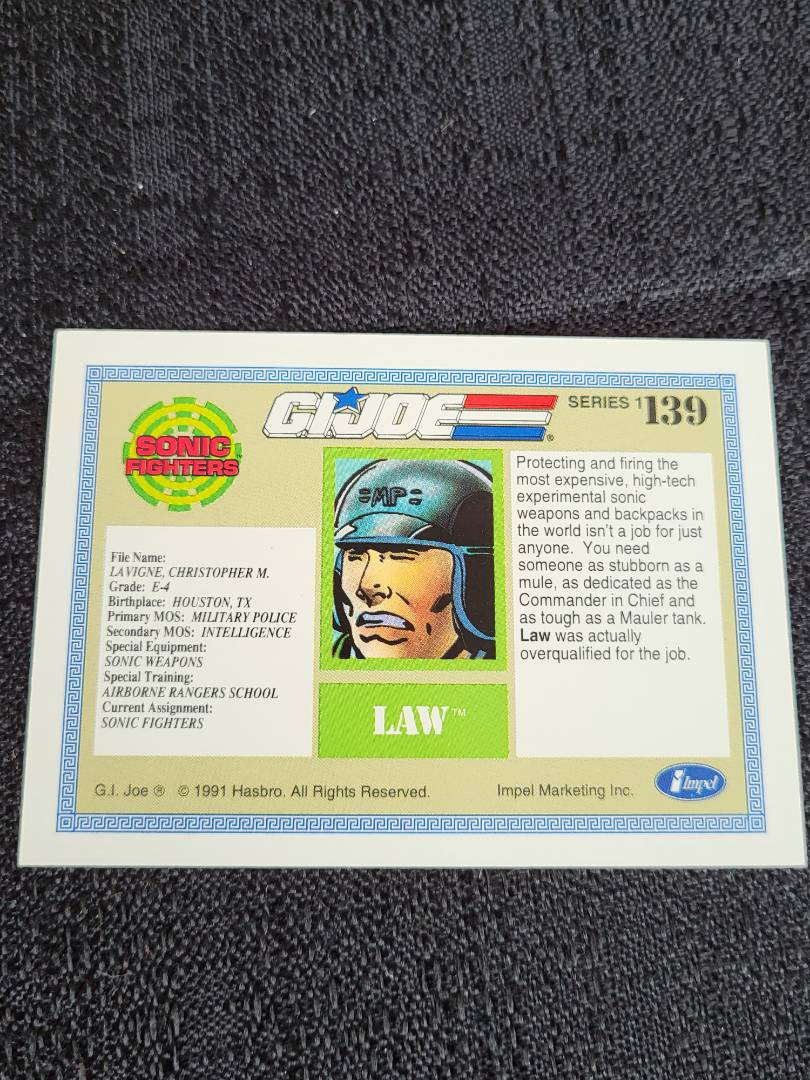 G.I.JOE ®
SERIES 1 139
SONIC
FIGHTERS
File Name:
LAVIGNE, CHRISTOPHER M.
Grade: E-4
Birthplace: HOUSTON, TX
Primary MOS: MILITARY POLICE
Secondary MOS: INTELLIGENCE
Special Equipment:
SONIC WEAPONS
Special Training:
AIRBORNE RANGERS SCHOOL
Current Assignment:
SONIC FIGHTERS
MP
LAW™
Protecting and firing the
most expensive, high-tech
experimental sonic
weapons and backpacks in
the world isn't a job for just
anyone. You need
someone as stubborn as a
mule, as dedicated as the
Commander in Chief and
as tough as a Mauler tank.
Law was actually
overqualified for the job.
G.I. Joe ® © 1991 Hasbro. All Rights Reserved.
Impel Marketing Inc.
Impel